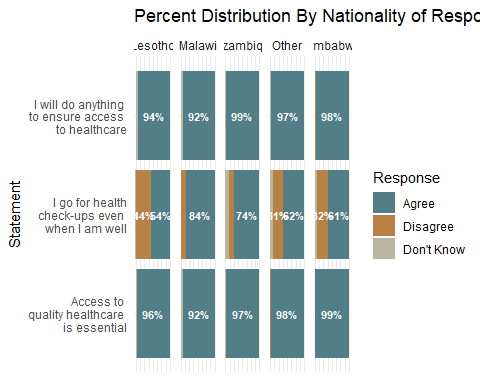 Percent Distribution By Nationality of Respo
Lesotho Malawi zambiq Other mbabw
I will do anything
to ensure access
to healthcare
94% 92% 99% 97% 98%
I go for health
check-ups even
when I am well
44% 54% 84% 74% 31% 62% 32% 61%
Access to
quality healthcare
is essential
96% 92% 97% 98% 99%
Statement
Response
Agree
Disagree
Don't Know